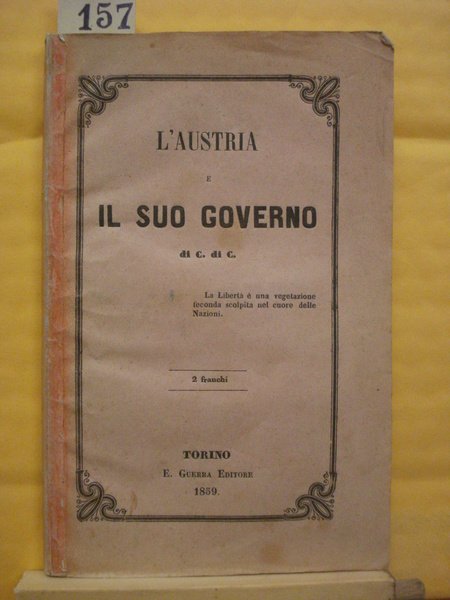 157
L'AUSTRIA
E
IL SUO GOVERNO
di C. di C.
La Libertà è una vegetazione
feconda scolpita nel cuore delle
Nazioni.
2 franchi
TORINO
E. GUERRA EDITORE
1859.